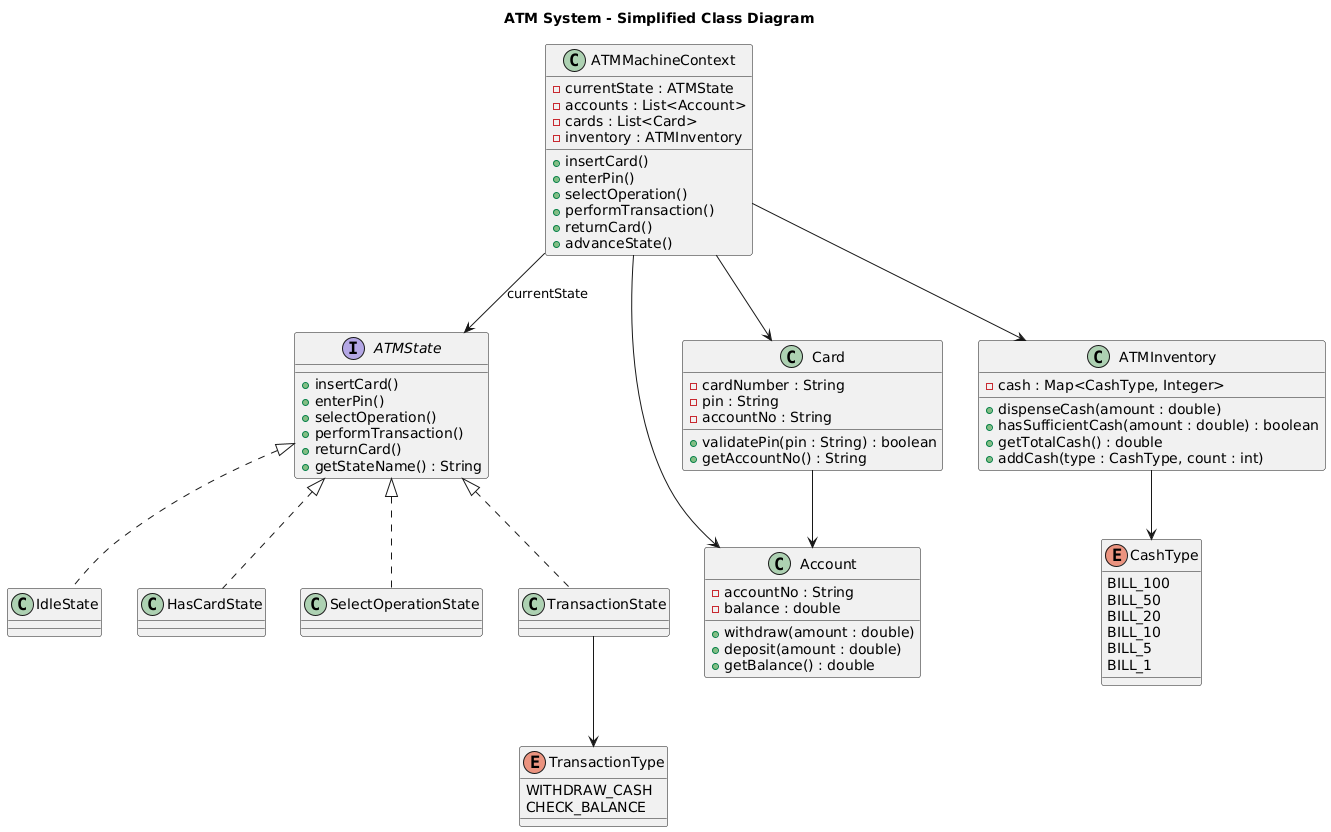 ATM System - Simplified Class Diagram
C ATMMachineContext
currentState : ATMState
accounts : List<Account>
cards : List<Card>
inventory : ATMInventory
insertCard()
enterPin()
selectOperation()
performTransaction()
returnCard()
advanceState()
currentState
I ATMState
insertCard()
enterPin()
selectOperation()
performTransaction()
returnCard()
getStateName() : String
C Card
cardNumber : String
pin : String
accountNo : String
validatePin(pin : String) : boolean
getAccountNo() : String
C ATMInventory
cash : Map<CashType, Integer>
dispenseCash(amount : double)
hasSufficientCash(amount : double) : boolean
getTotalCash() : double
addCash(type : CashType, count : int)
C IdleState
C HasCardState
C SelectOperationState
C TransactionState
C Account
accountNo : String
balance : double
withdraw(amount : double)
deposit(amount : double)
getBalance() : double
E CashType
BILL_100
BILL_50
BILL_20
BILL_10
BILL_5
BILL_1
E TransactionType
WITHDRAW_CASH
CHECK_BALANCE